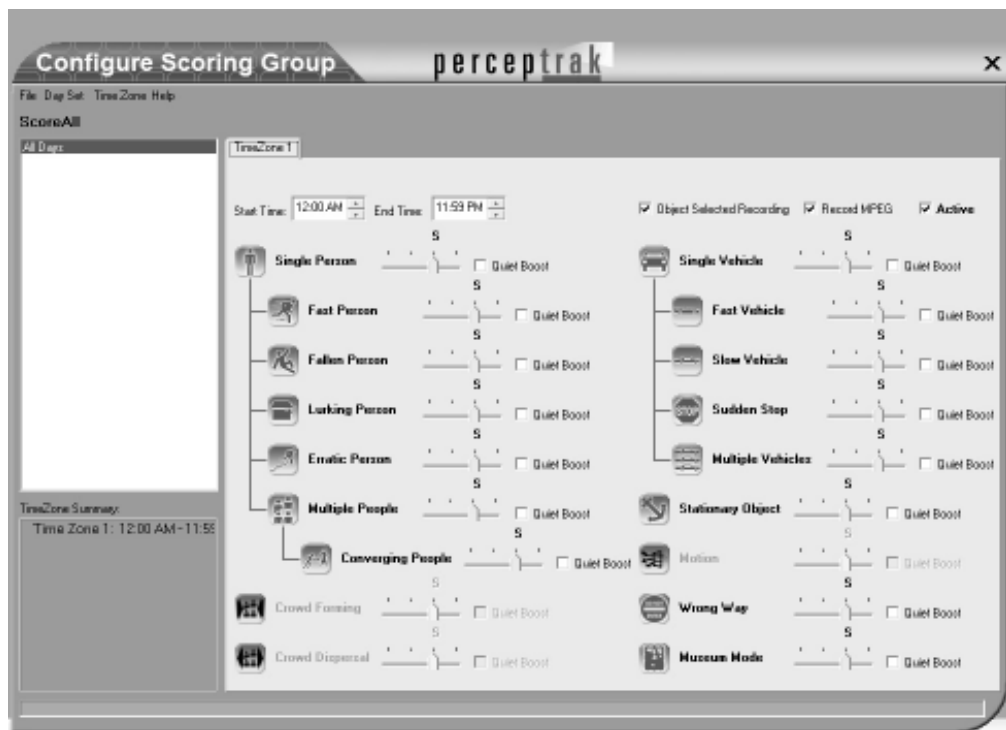 Configure Scoring Group
perceptrak
File Day Set TimeZone Help
ScoreAll
All Days
TimeZone 1
Start Time: 12:00 AM End Time: 11:59 PM Object Selected Recording Record MPEG Active
S S
Single Person Quiet Boost Single Vehicle Quiet Boost
S S
Fast Person Quiet Boost Fast Vehicle Quiet Boost
S S
Fallen Person Quiet Boost Slow Vehicle Quiet Boost
S S
Lurking Person Quiet Boost STOP Sudden Stop Quiet Boost
S S
Erratic Person Quiet Boost Multiple Vehicles Quiet Boost
S S
TimeZone Summary:
Time Zone 1: 12:00 AM-11:59
Multiple People Quiet Boost Stationary Object Quiet Boost
S S
Converging People Quiet Boost Motion Quiet Boost
S S
Crowd Forming Quiet Boost Wrong Way Quiet Boost
S S
Crowd Dispersal Quiet Boost Museum Mode Quiet Boost